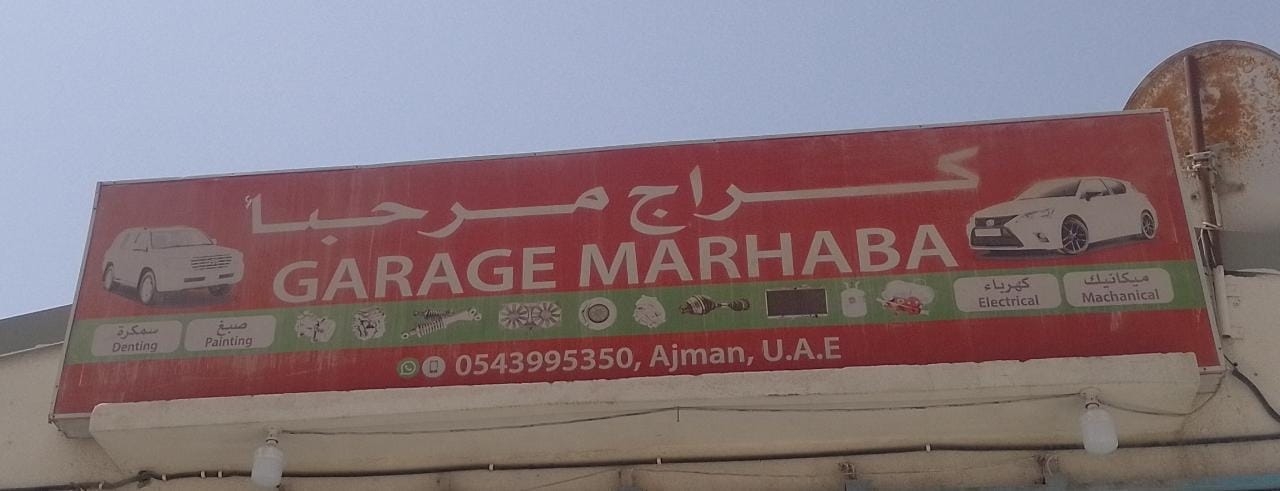 كراج مرحبا
GARAGE MARHABA
سمكرة
Denting
صبغ
Painting
كهرباء
Electrical
ميكانيك
Machanical
0543995350, Ajman, U.A.E